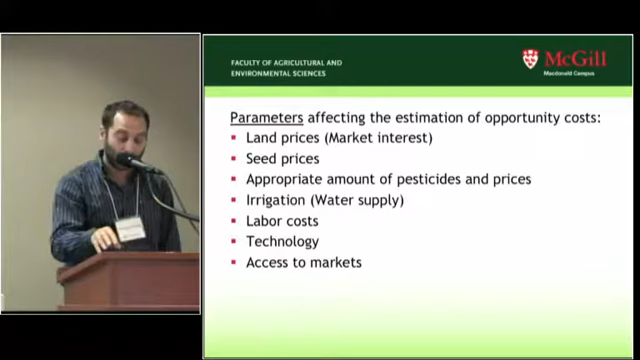 FACULTY OF AGRICULTURAL AND
ENVIRONMENTAL SCIENCES
McGill
Macdonald Campus
Parameters affecting the estimation of opportunity costs:
Land prices (Market interest)
Seed prices
Appropriate amount of pesticides and prices
Irrigation (Water supply)
Labor costs
Technology
Access to markets